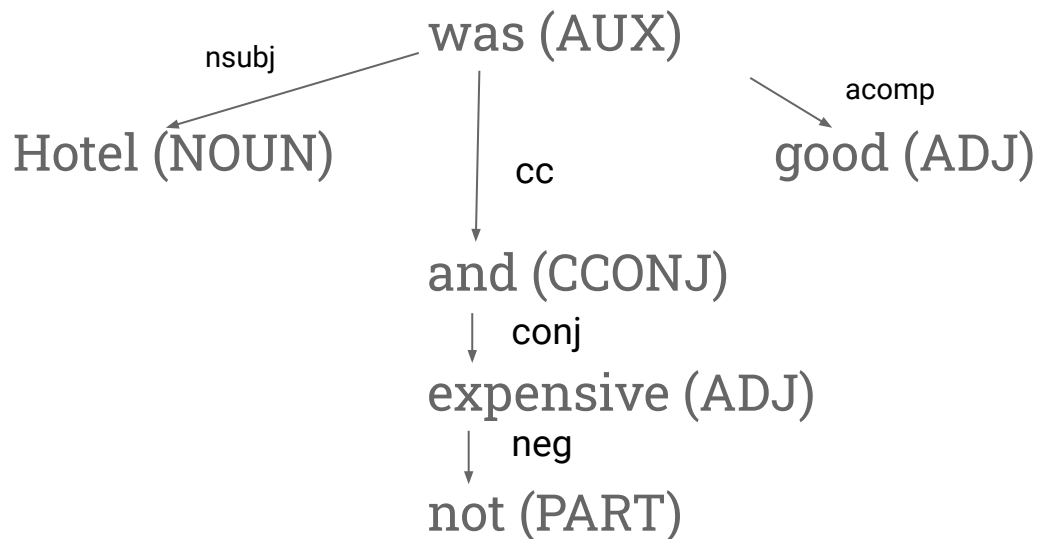 was (AUX)
nsubj
acomp
Hotel (NOUN)
good (ADJ)
cc
and (CCONJ)
conj
expensive (ADJ)
neg
not (PART)